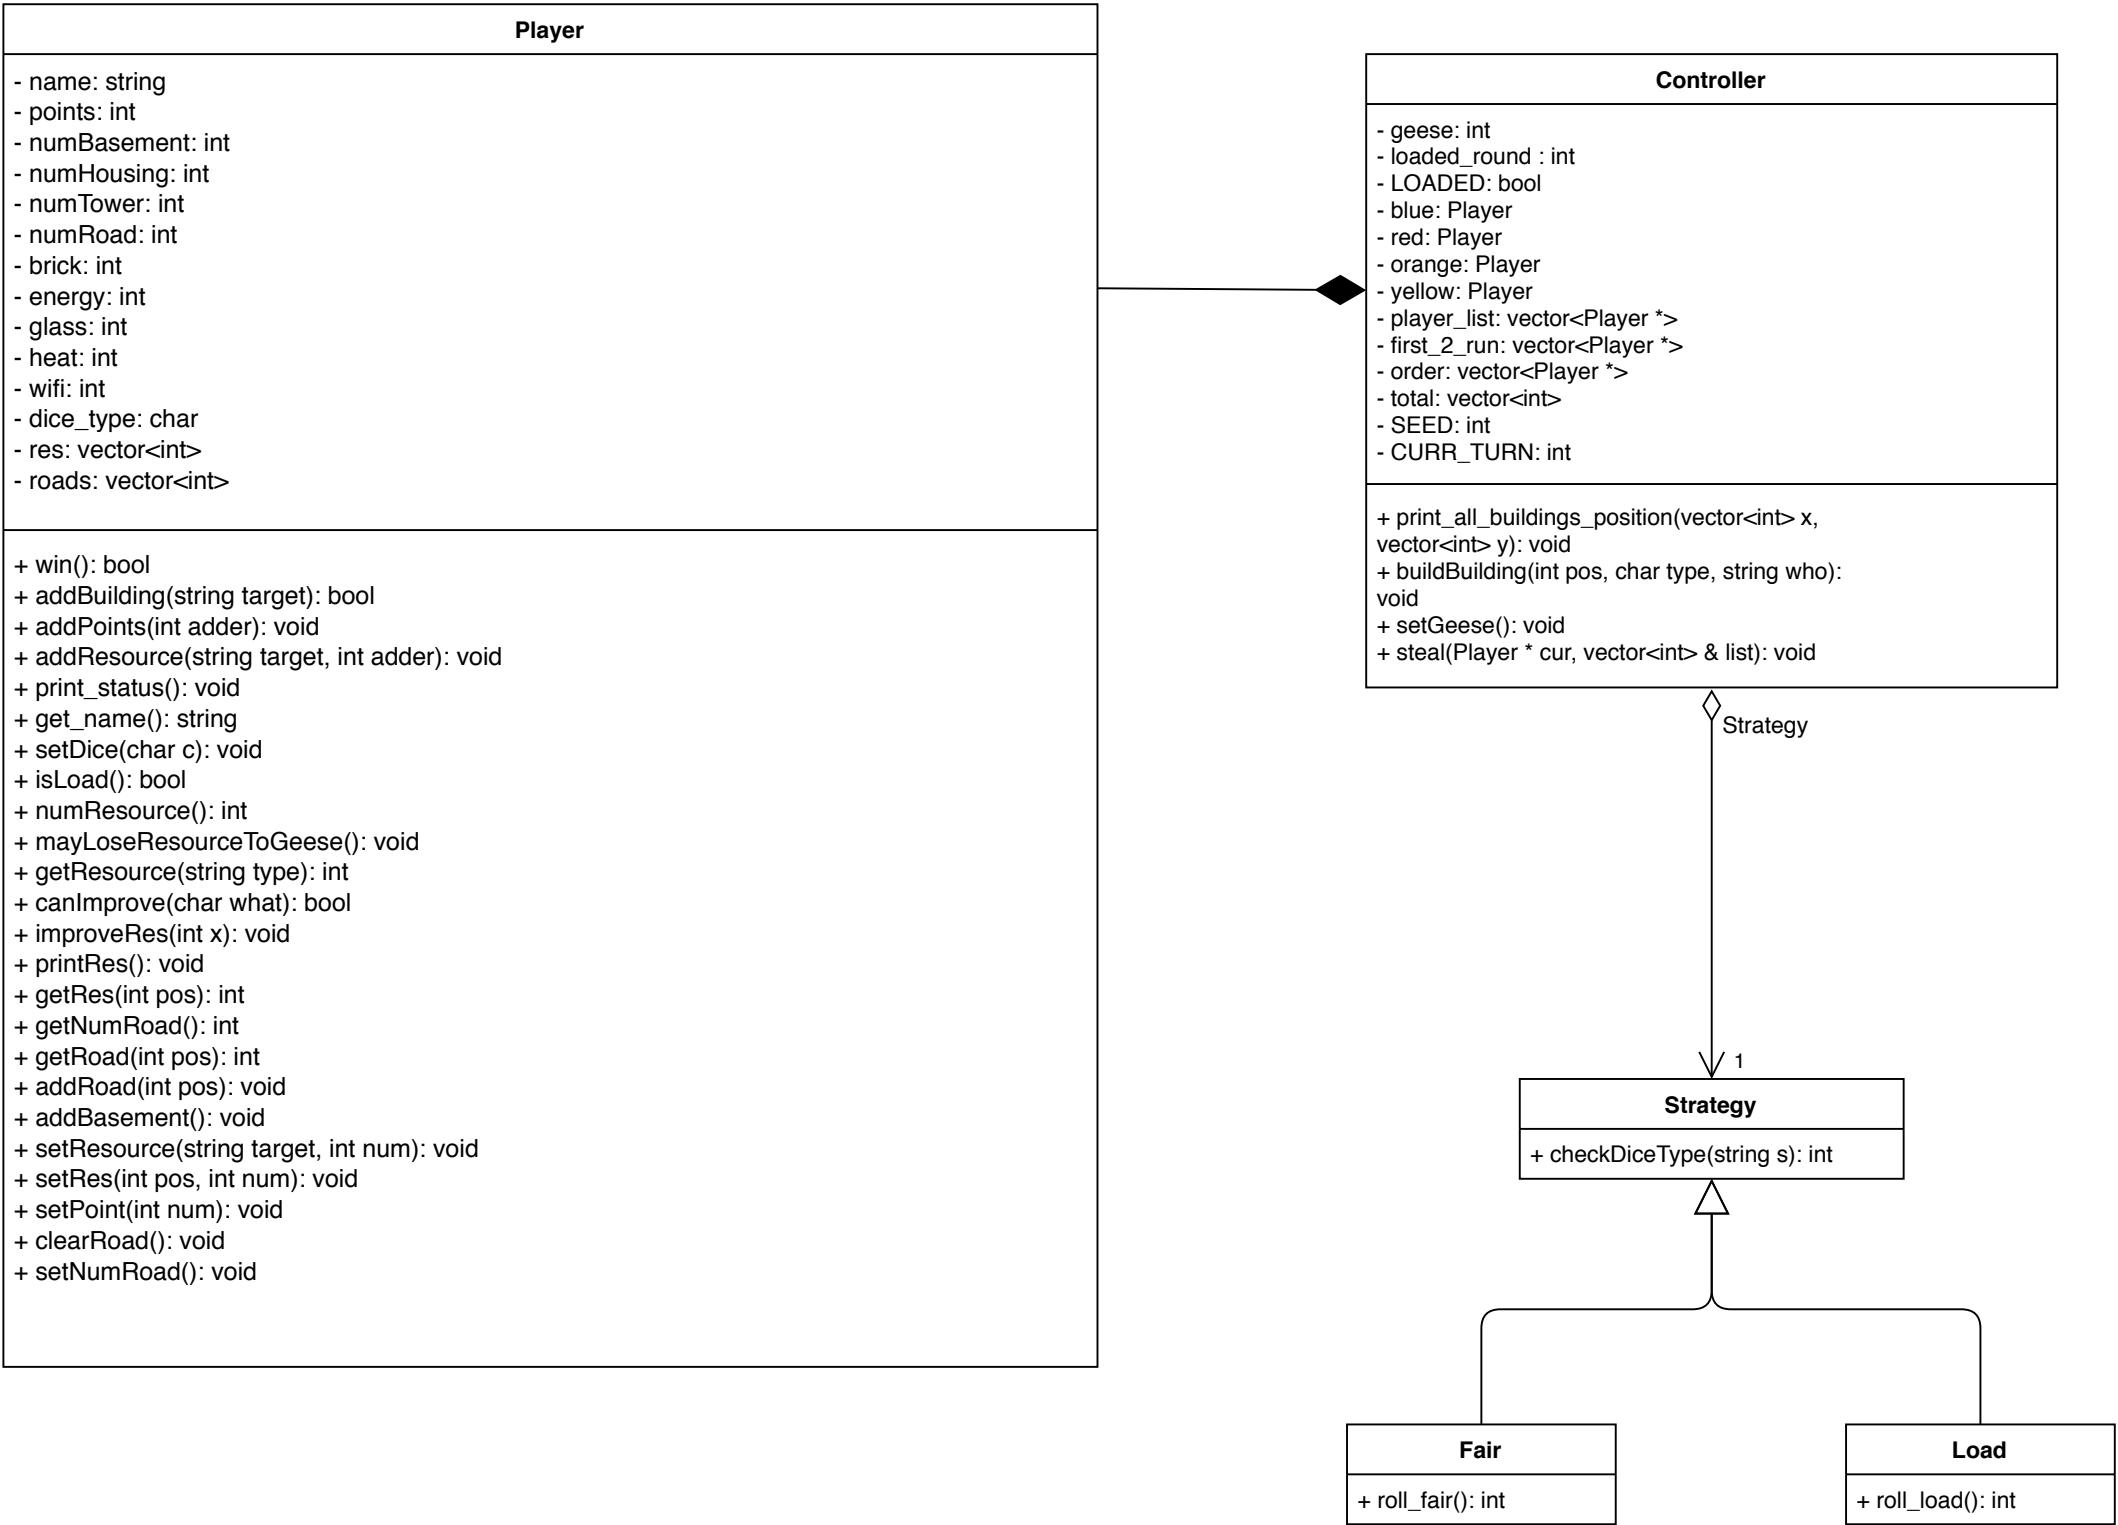 Player
- name: string
- points: int
- numBasement: int
- numHousing: int
- numTower: int
- numRoad: int
- brick: int
- energy: int
- glass: int
- heat: int
- wifi: int
- dice_type: char
- res: vector<int>
- roads: vector<int>
+ win(): bool
+ addBuilding(string target): bool
+ addPoints(int adder): void
+ addResource(string target, int adder): void
+ print_status(): void
+ get_name(): string
+ setDice(char c): void
+ isLoad(): bool
+ numResource(): int
+ mayLoseResourceToGeese(): void
+ getResource(string type): int
+ canImprove(char what): bool
+ improveRes(int x): void
+ printRes(): void
+ getRes(int pos): int
+ getNumRoad(): int
+ getRoad(int pos): int
+ addRoad(int pos): void
+ addBasement(): void
+ setResource(string target, int num): void
+ setRes(int pos, int num): void
+ setPoint(int num): void
+ clearRoad(): void
+ setNumRoad(): void
Controller
- geese: int
- loaded_round : int
- LOADED: bool
- blue: Player
- red: Player
- orange: Player
- yellow: Player
- player_list: vector<Player *>
- first_2_run: vector<Player *>
- order: vector<Player *>
- total: vector<int>
- SEED: int
- CURR_TURN: int
+ print_all_buildings_position(vector<int> x,
vector<int> y): void
+ buildBuilding(int pos, char type, string who):
void
+ setGeese(): void
+ steal(Player * cur, vector<int> & list): void
Strategy
1
Strategy
+ checkDiceType(string s): int
Fair
+ roll_fair(): int
Load
+ roll_load(): int